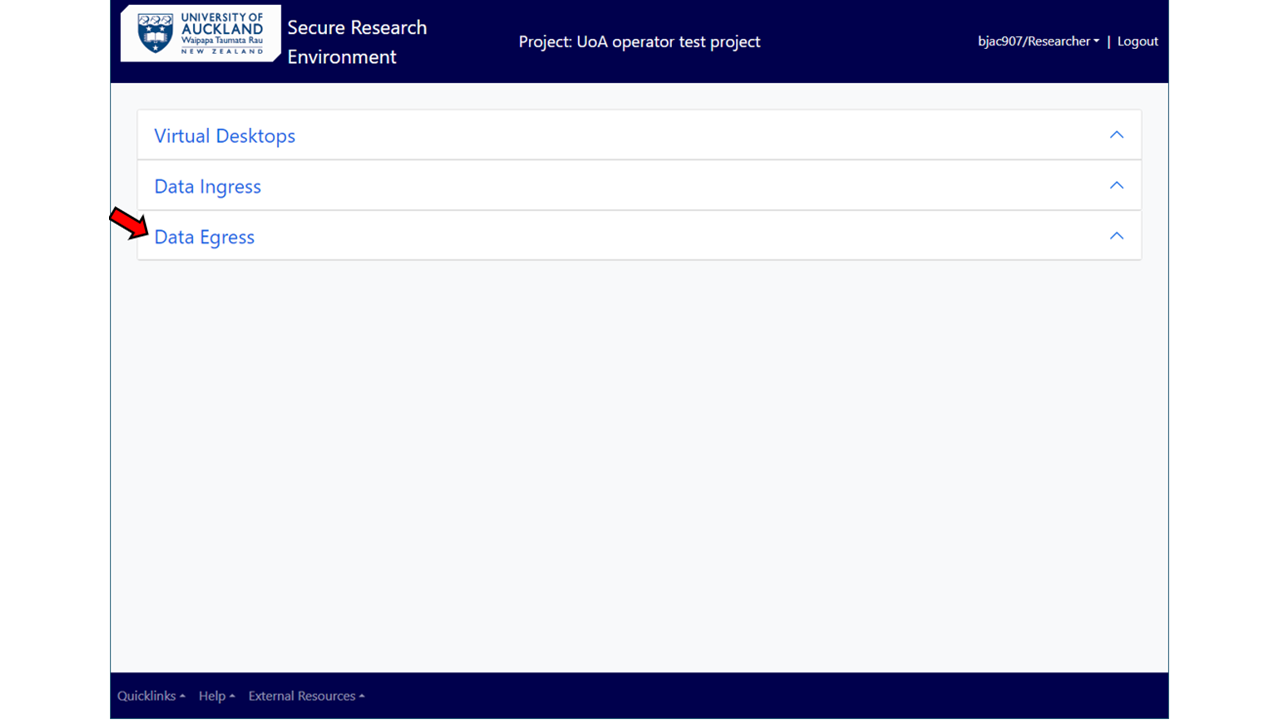 UNIVERSITY OF
AUCKLAND
Waipapa Taumata Rau
NEW ZEALAND
Secure Research
Environment
Project: UoA operator test project
bjac907/Researcher | Logout
Virtual Desktops
Data Ingress
Data Egress
Quicklinks Help External Resources